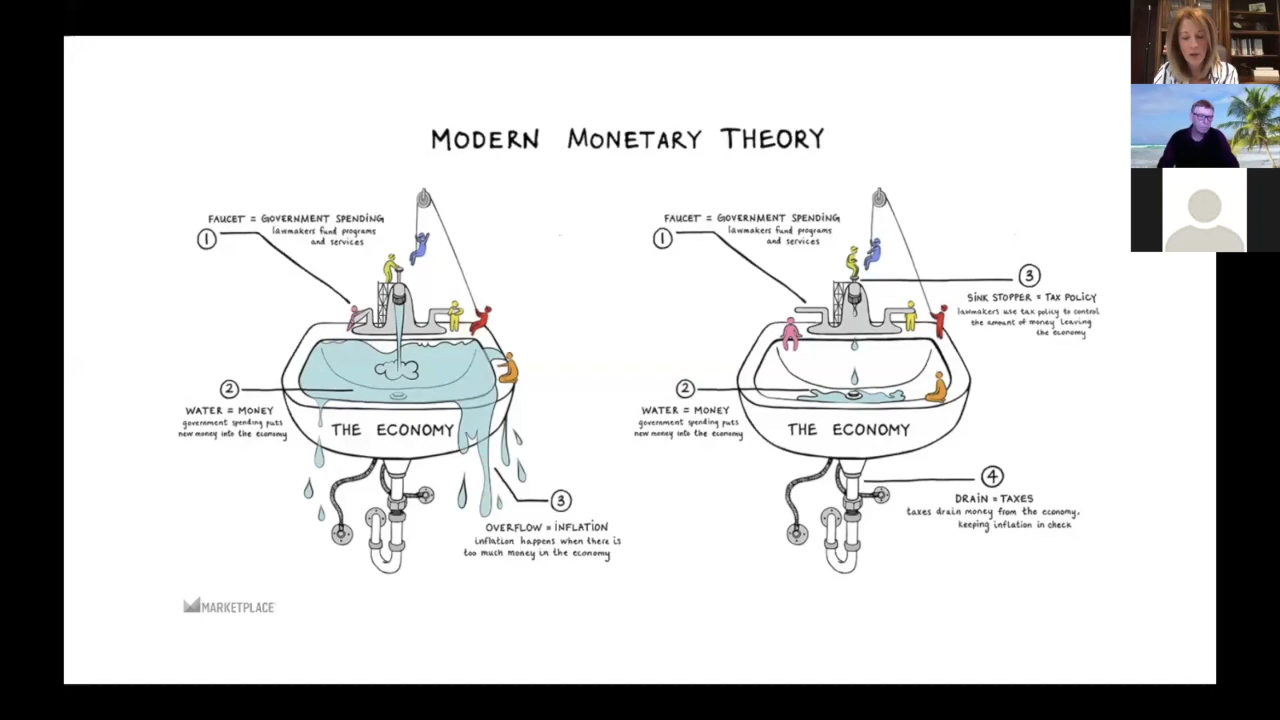 MODERN MONETARY THEORY
1
FAUCET = GOVERNMENT SPENDING
lawmakers fund programs
and services
2
WATER = MONEY
government spending puts
new money into the economy
THE ECONOMY
3
OVERFLOW = INFLATION
inflation happens when there is
too much money in the economy
1
FAUCET = GOVERNMENT SPENDING
lawmakers fund programs
and services
3
SINK STOPPER = TAX POLICY
lawmakers use tax policy to control
the amount of money leaving
the economy
2
WATER = MONEY
government spending puts
new money into the economy
THE ECONOMY
4
DRAIN = TAXES
taxes drain money from the economy,
keeping inflation in check
MARKETPLACE